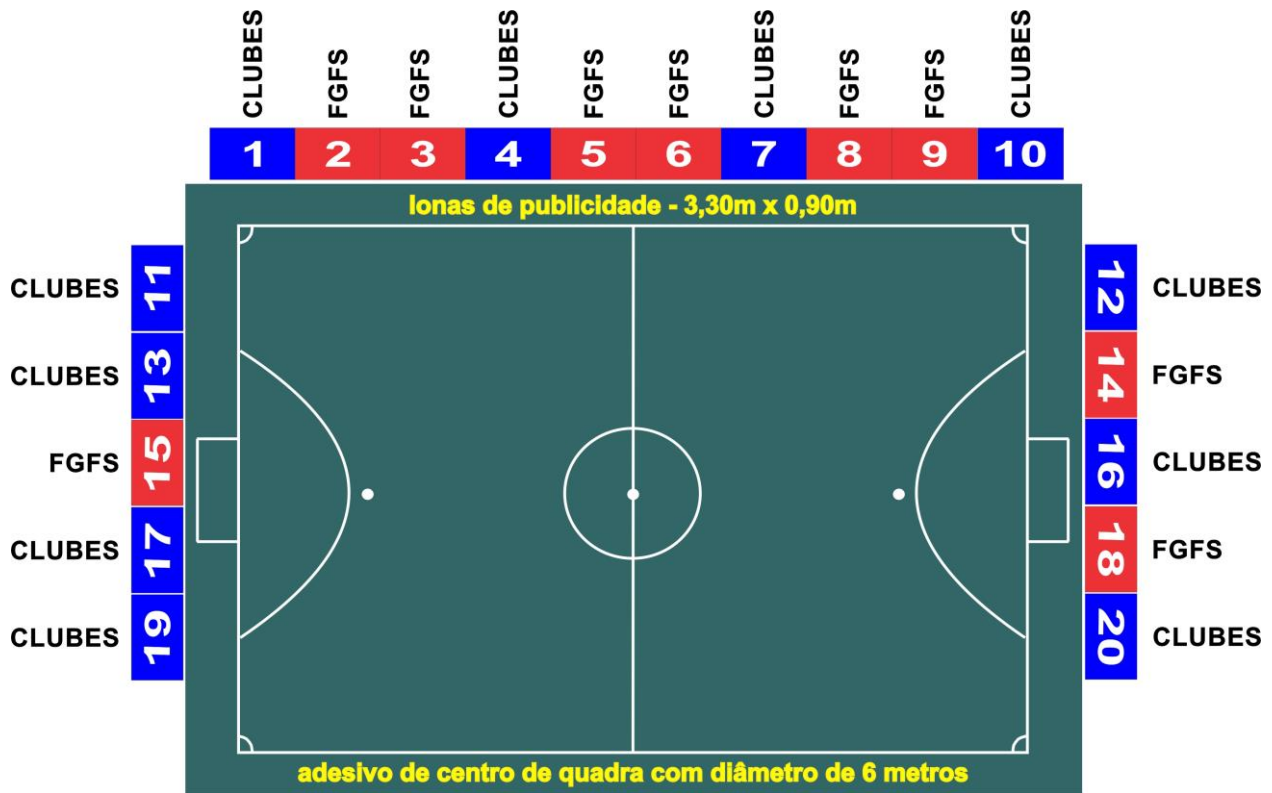 CLUBES
FGFS
FGFS
CLUBES
FGFS
FGFS
CLUBES
FGFS
FGFS
CLUBES
1 2 3 4 5 6 7 8 9 10
lonas de publicidade - 3,30m x 0,90m
CLUBES 11
CLUBES 13
FGFS 15
CLUBES 17
CLUBES 19
12 CLUBES
14 FGFS
16 CLUBES
18 FGFS
20 CLUBES
adesivo de centro de quadra com diâmetro de 6 metros